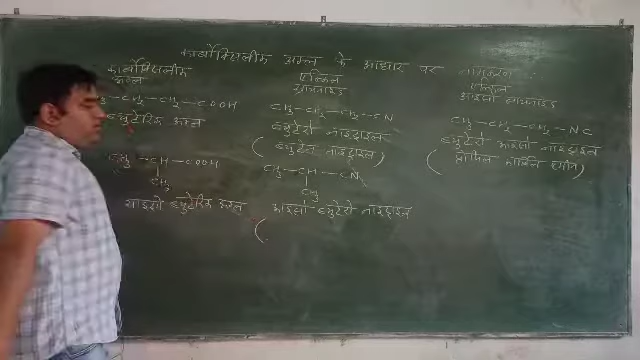 कार्बोक्सिलीक अम्ल के आधार पर नामकरण :
कार्बोक्सिलीक
अम्ल
एल्किल
सायनाइड
एल्किल
आइसो सायनाइड
— CH₂ — CH₂ — COOH
ब्युटेरिक अम्ल
CH₃ — CH — COOH
CH₃
आइसो ब्युटेरिक अम्ल
CH₃ — CH₂ — CH₂ — CN
ब्युटेरो नाइट्राइल
( ब्युटेन नाइट्राइल )
CH₃ — CH — CN
CH₃
आइसो ब्युटेरो नाइट्राइल
(
CH₃ — CH₂ — CH₂ — NC
ब्युटेरो आइसो नाइट्राइल
( प्रोपिल कार्बिल एमीन )